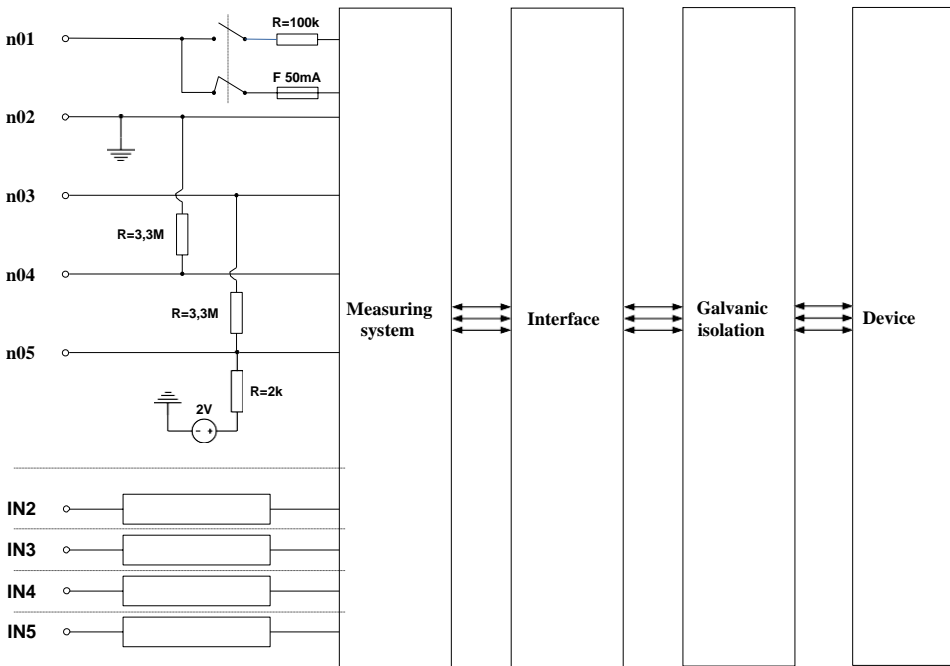 n01
R=100k
F 50mA
n02
n03
R=3,3M
n04
R=3,3M
n05
R=2k
2V
- +
Measuring
system
Interface
Galvanic
isolation
Device
IN2
IN3
IN4
IN5